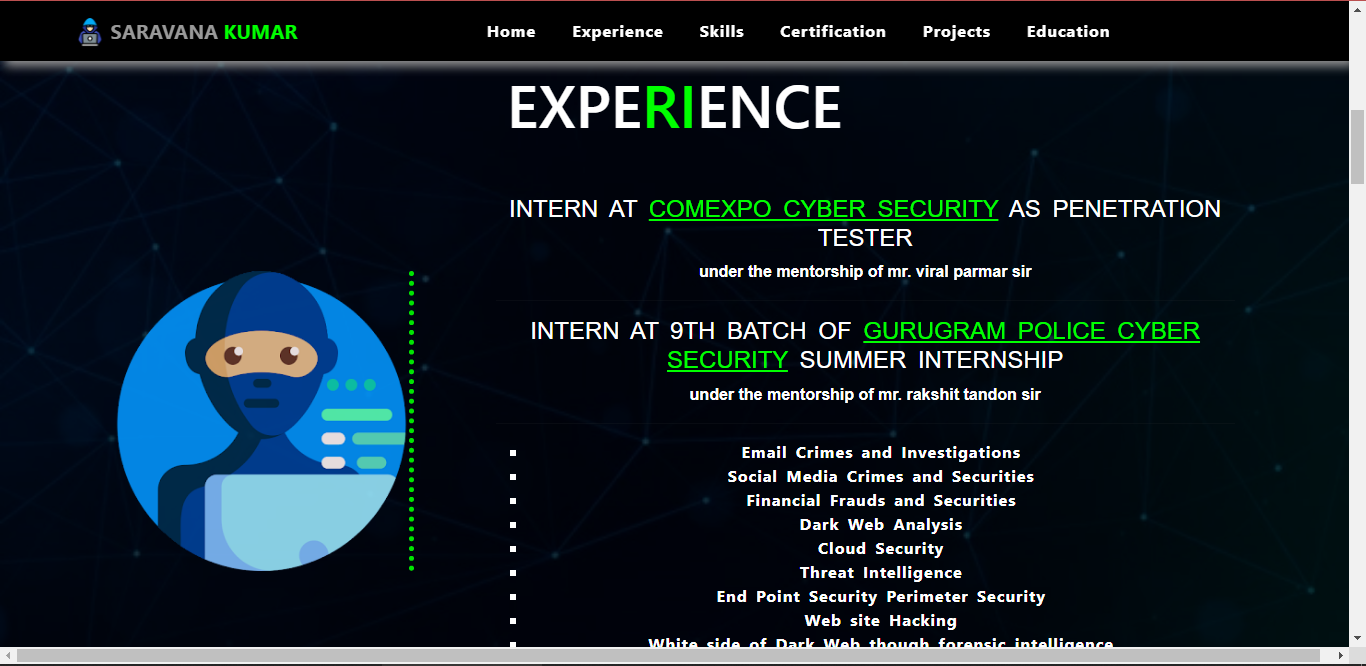 SARAVANA KUMAR
Home Experience Skills Certification Projects Education
EXPERIENCE
INTERN AT COMEXPO CYBER SECURITY AS PENETRATION
TESTER
under the mentorship of mr. viral parmar sir
INTERN AT 9TH BATCH OF GURUGRAM POLICE CYBER
SECURITY SUMMER INTERNSHIP
under the mentorship of mr. rakshit tandon sir
Email Crimes and Investigations
Social Media Crimes and Securities
Financial Frauds and Securities
Dark Web Analysis
Cloud Security
Threat Intelligence
End Point Security Perimeter Security
Web site Hacking
White side of Dark Web though forensic intelligence